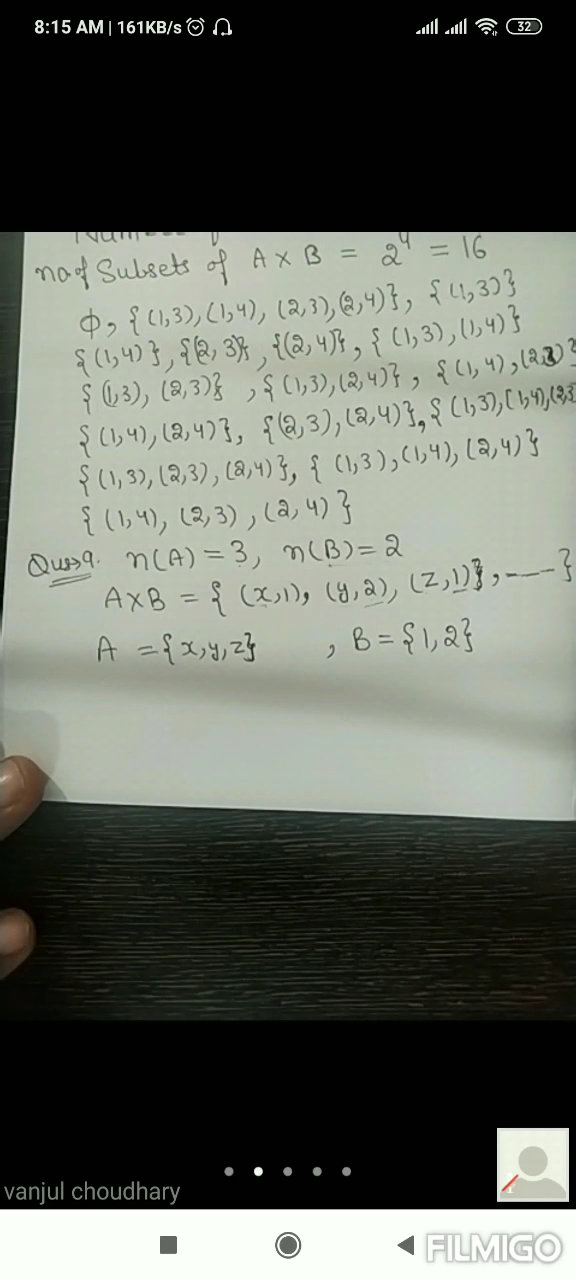 8:15 AM | 161KB/s 32
no of Subsets of A × B = 2⁴ = 16
ϕ, {(1,3), (1,4), (2,3), (2,4)}, {(1,3)}
{(1,4)}, {(2,3)}, {(2,4)}, {(1,3), (1,4)}
{(1,3), (2,3)}, {(1,3), (2,4)}, {(1,4), (2,3)}
{(1,4), (2,4)}, {(2,3), (2,4)}, {(1,3), (1,4), (2,3
{(1,3), (2,3), (2,4)}, {(1,3), (1,4), (2,4)}
{(1,4), (2,3), (2,4)}
Qus→9. n(A) = 3, n(B) = 2
A×B = {(x,1), (y,2), (z,1)}, ——}
A = {x,y,z} , B = {1,2}
vanjul choudhary
FILMIGO